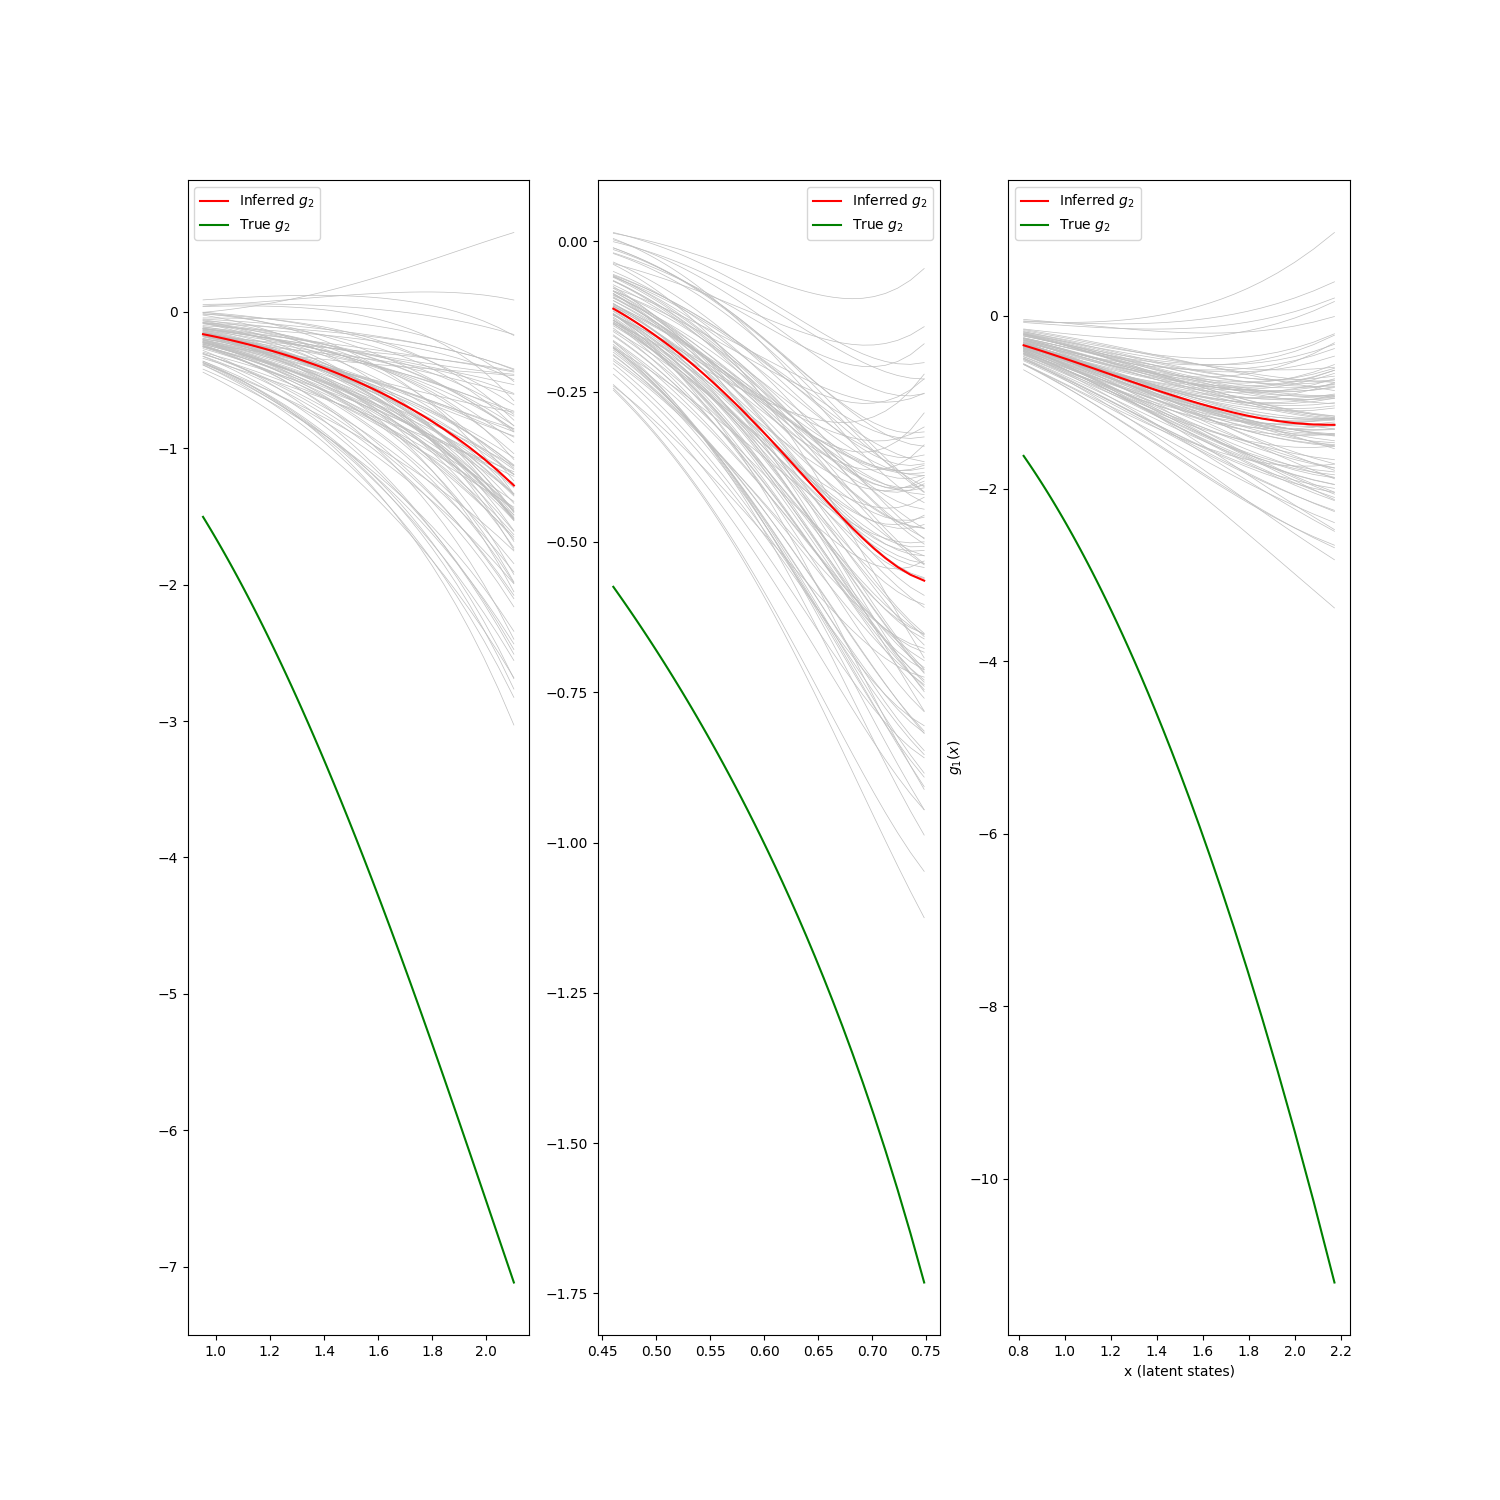 Inferred g₂
True g₂
0
−1
−2
−3
−4
−5
−6
−7
1.0 1.2 1.4 1.6 1.8 2.0
Inferred g₂
True g₂
0.00
−0.25
−0.50
−0.75
−1.00
−1.25
−1.50
−1.75
0.45 0.50 0.55 0.60 0.65 0.70 0.75
Inferred g₂
True g₂
g₁(x)
0
−2
−4
−6
−8
−10
0.8 1.0 1.2 1.4 1.6 1.8 2.0 2.2
x (latent states)